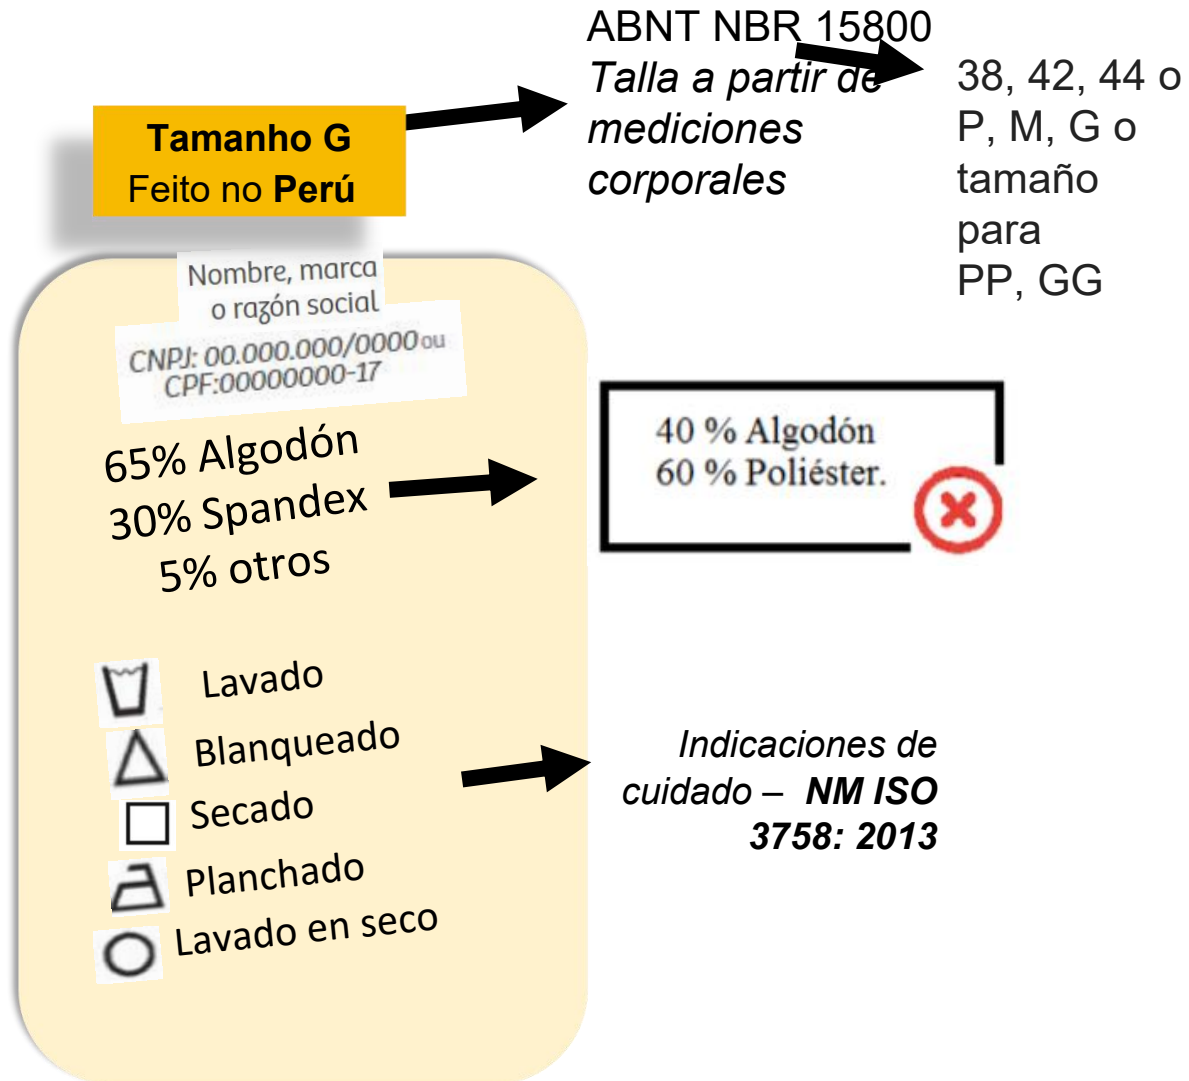 ABNT NBR 15800
Talla a partir de
mediciones
corporales
38, 42, 44 o
P, M, G o
tamaño
para
PP, GG
Tamanho G
Feito no Perú
Nombre, marca
o razón social
CNPJ: 00.000.000/0000 ou
CPF:00000000-17
65% Algodón
30% Spandex
5% otros
40 % Algodón
60 % Poliéster.
Lavado
Blanqueado
Secado
Planchado
Lavado en seco
Indicaciones de
cuidado – NM ISO
3758: 2013